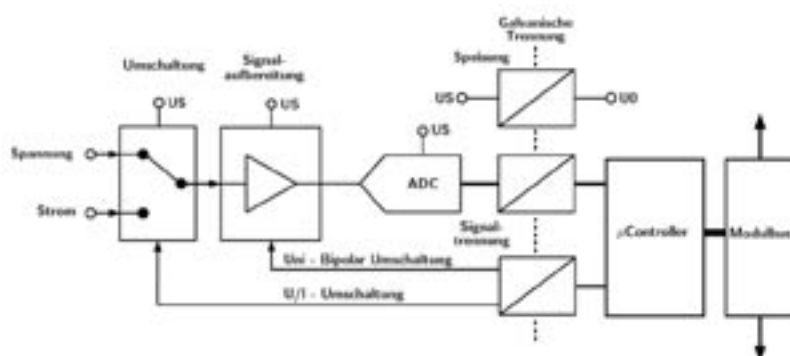 Galvanische
Trennung
Umschaltung
Signal-
aufbereitung
Speisung
US
US
US
U0
US
Spannung
Strom
ADC
Signal-
trennung
µController
Modulbus
Uni - Bipolar Umschaltung
U/I - Umschaltung